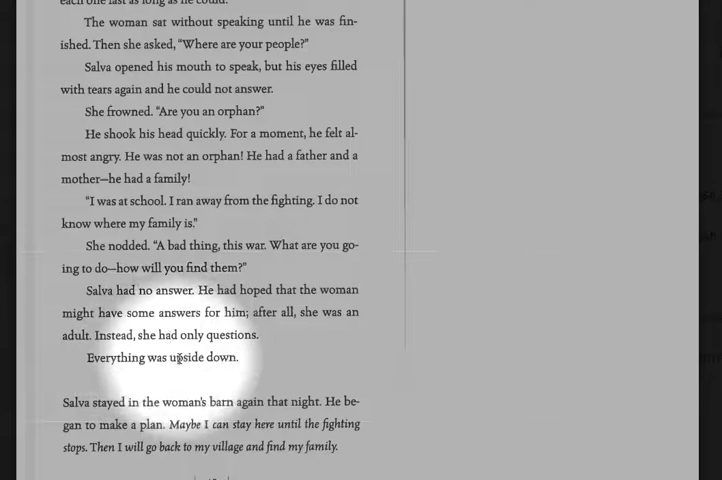 each one last as long as he could.
The woman sat without speaking until he was fin-
ished. Then she asked, "Where are your people?"
Salva opened his mouth to speak, but his eyes filled
with tears again and he could not answer.
She frowned. "Are you an orphan?"
He shook his head quickly. For a moment, he felt al-
most angry. He was not an orphan! He had a father and a
mother—he had a family!
"I was at school. I ran away from the fighting. I do not
know where my family is."
She nodded. "A bad thing, this war. What are you go-
ing to do—how will you find them?"
Salva had no answer. He had hoped that the woman
might have some answers for him; after all, she was an
adult. Instead, she had only questions.
Everything was upside down.
Salva stayed in the woman's barn again that night. He be-
gan to make a plan. Maybe I can stay here until the fighting
stops. Then I will go back to my village and find my family.